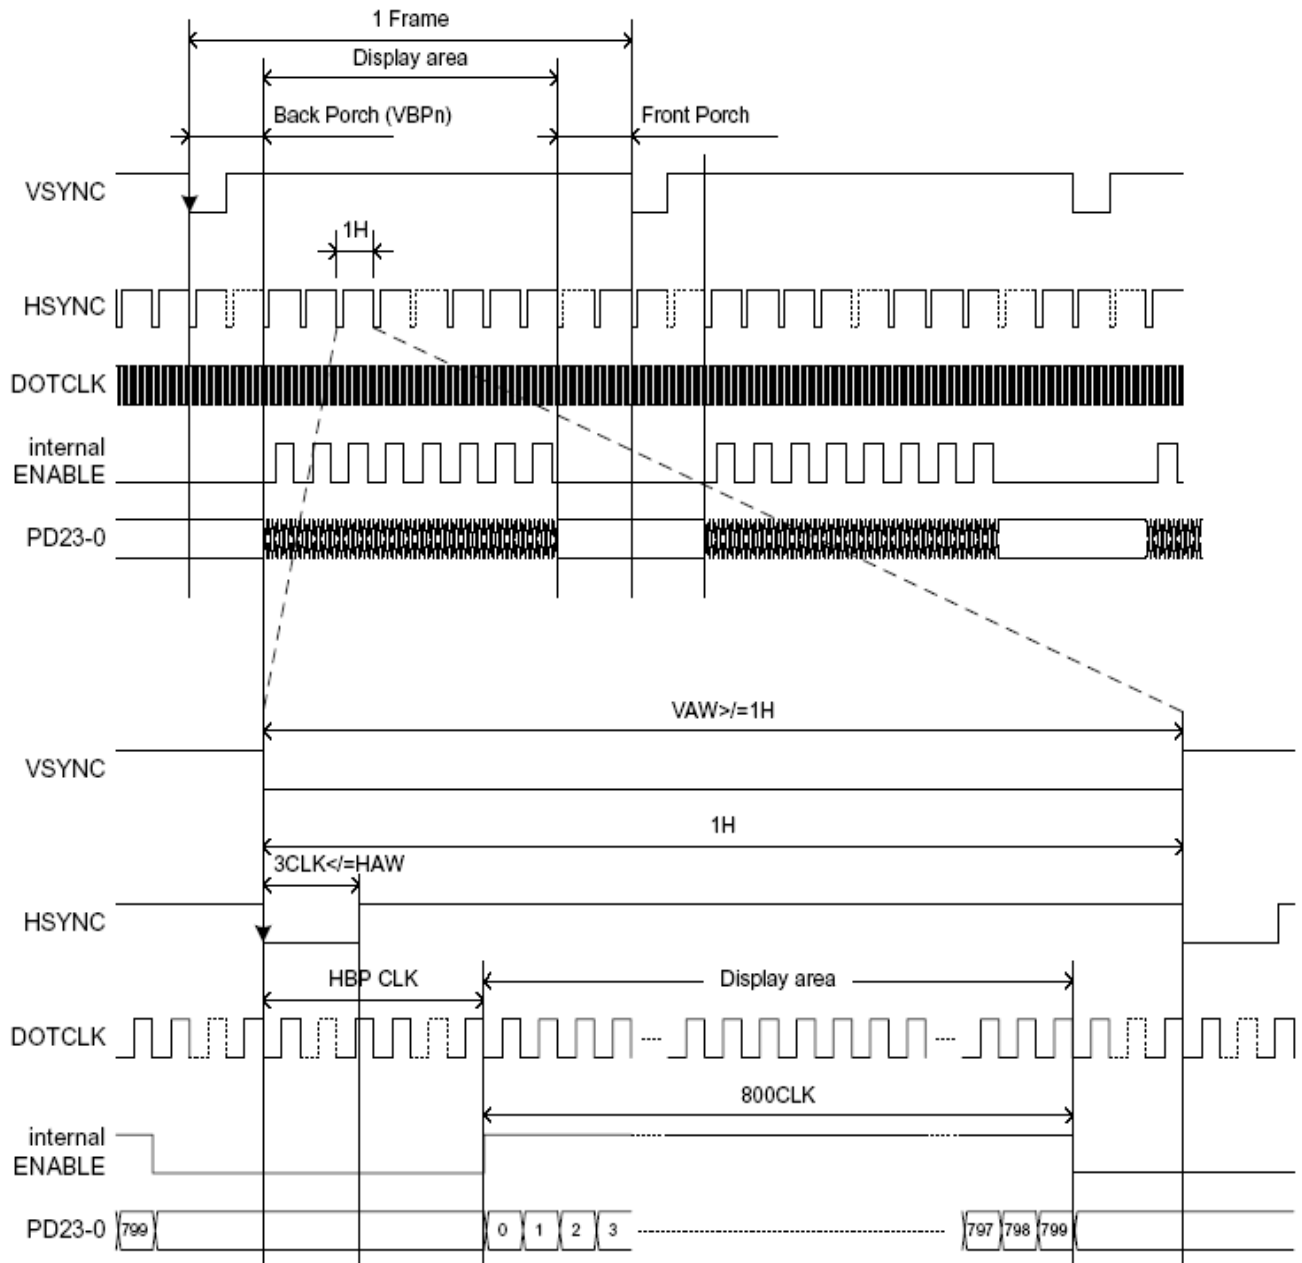 1 Frame
Display area
Back Porch (VBPn)
Front Porch
VSYNC
1H
HSYNC
DOTCLK
internal
ENABLE
PD23-0
VAW>/=1H
VSYNC
1H
3CLK</=HAW
HSYNC
HBP CLK
Display area
DOTCLK
800CLK
internal
ENABLE
PD23-0 799 0 1 2 3 797 798 799